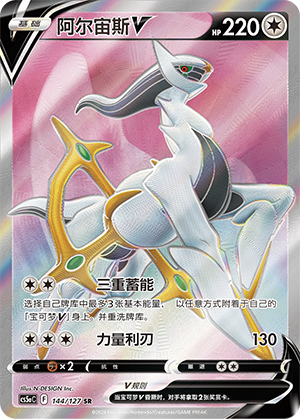 基础
阿尔宙斯V
HP 220
三重蓄能
选择自己牌库中最多3张基本能量，以任意方式附着于自己的
「宝可梦V」身上，并重洗牌库。
力量利刃 130
弱点 ×2 抵抗力 撤退
Illus. N-DESIGN Inc.
CS5aC F 144/127 SR
V规则
当宝可梦V昏厥时，对手将拿取2张奖赏卡。